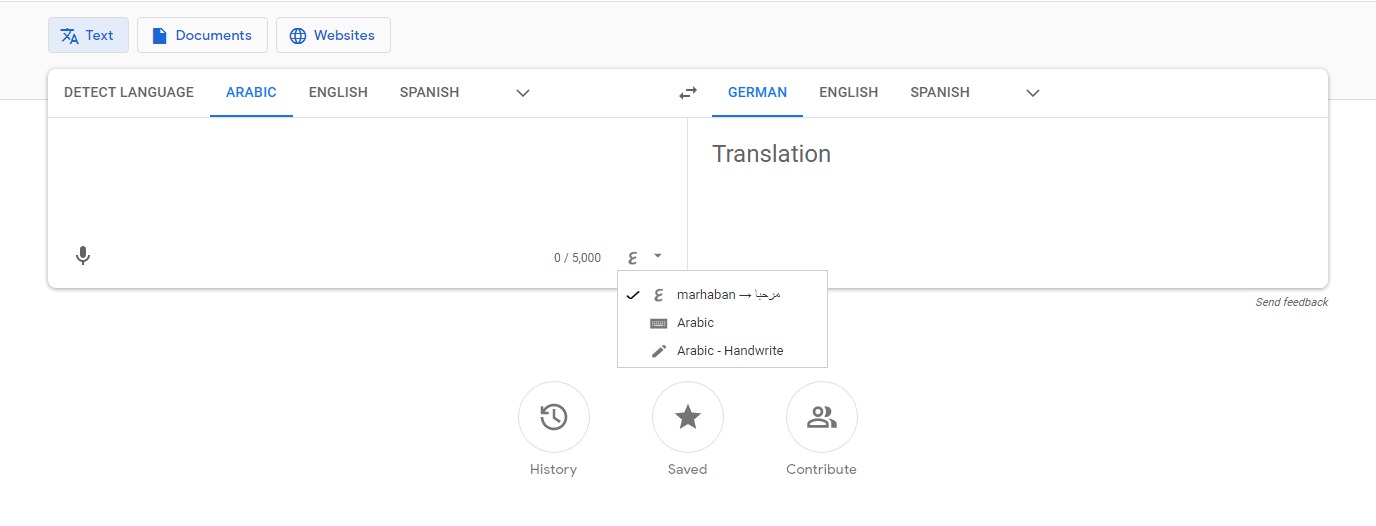 Text Documents Websites
DETECT LANGUAGE ARABIC ENGLISH SPANISH GERMAN ENGLISH SPANISH
Translation
0 / 5,000 ع
ع marhaban → مرحبا
Arabic
Arabic - Handwrite
Send feedback
History Saved Contribute